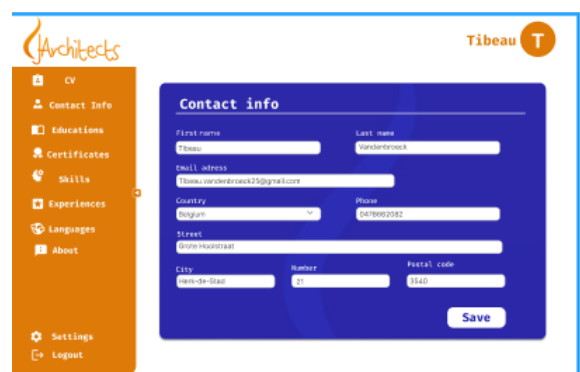 Architects
Tibeau T
CV
Contact Info
Educations
Certificates
Skills
Experiences
Languages
About
Settings
Logout
Contact info
First name Last name
Tibeau Vandenbroeck
Email adress
Tibeau.vandenbroeck25@gmail.com
Country Phone
Belgium 0478662082
Street
Grote Hoolstraat
City Number Postal code
Herk-de-Stad 21 3540
Save